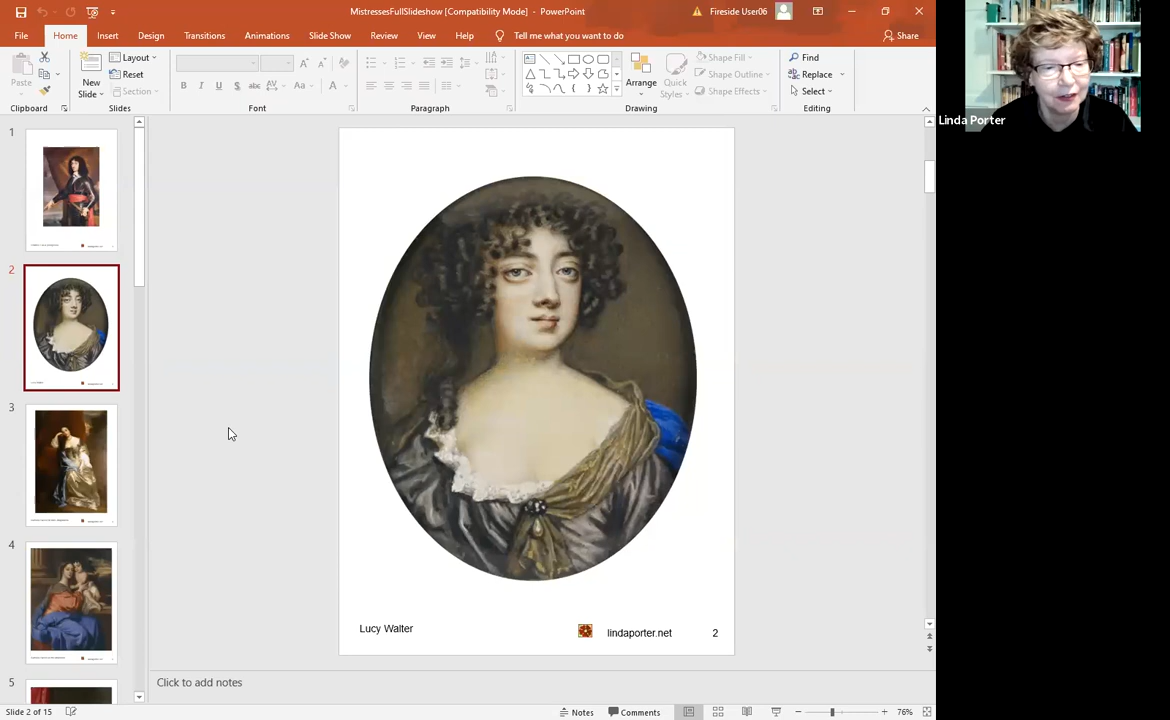 MistressesFullSlideshow [Compatibility Mode] - PowerPoint
Fireside User06
File Home Insert Design Transitions Animations Slide Show Review View Help Tell me what you want to do Share
Paste
Clipboard
New Slide
Layout
Reset
Section
Slides
B I U S abc AV Aa A
Font
Paragraph
Arrange
Quick Styles
Shape Fill
Shape Outline
Shape Effects
Drawing
Find
Replace
Select
Editing
Linda Porter
1
2
3
4
5
Lucy Walter
lindaporter.net
2
Click to add notes
Slide 2 of 15
Notes
Comments
76%